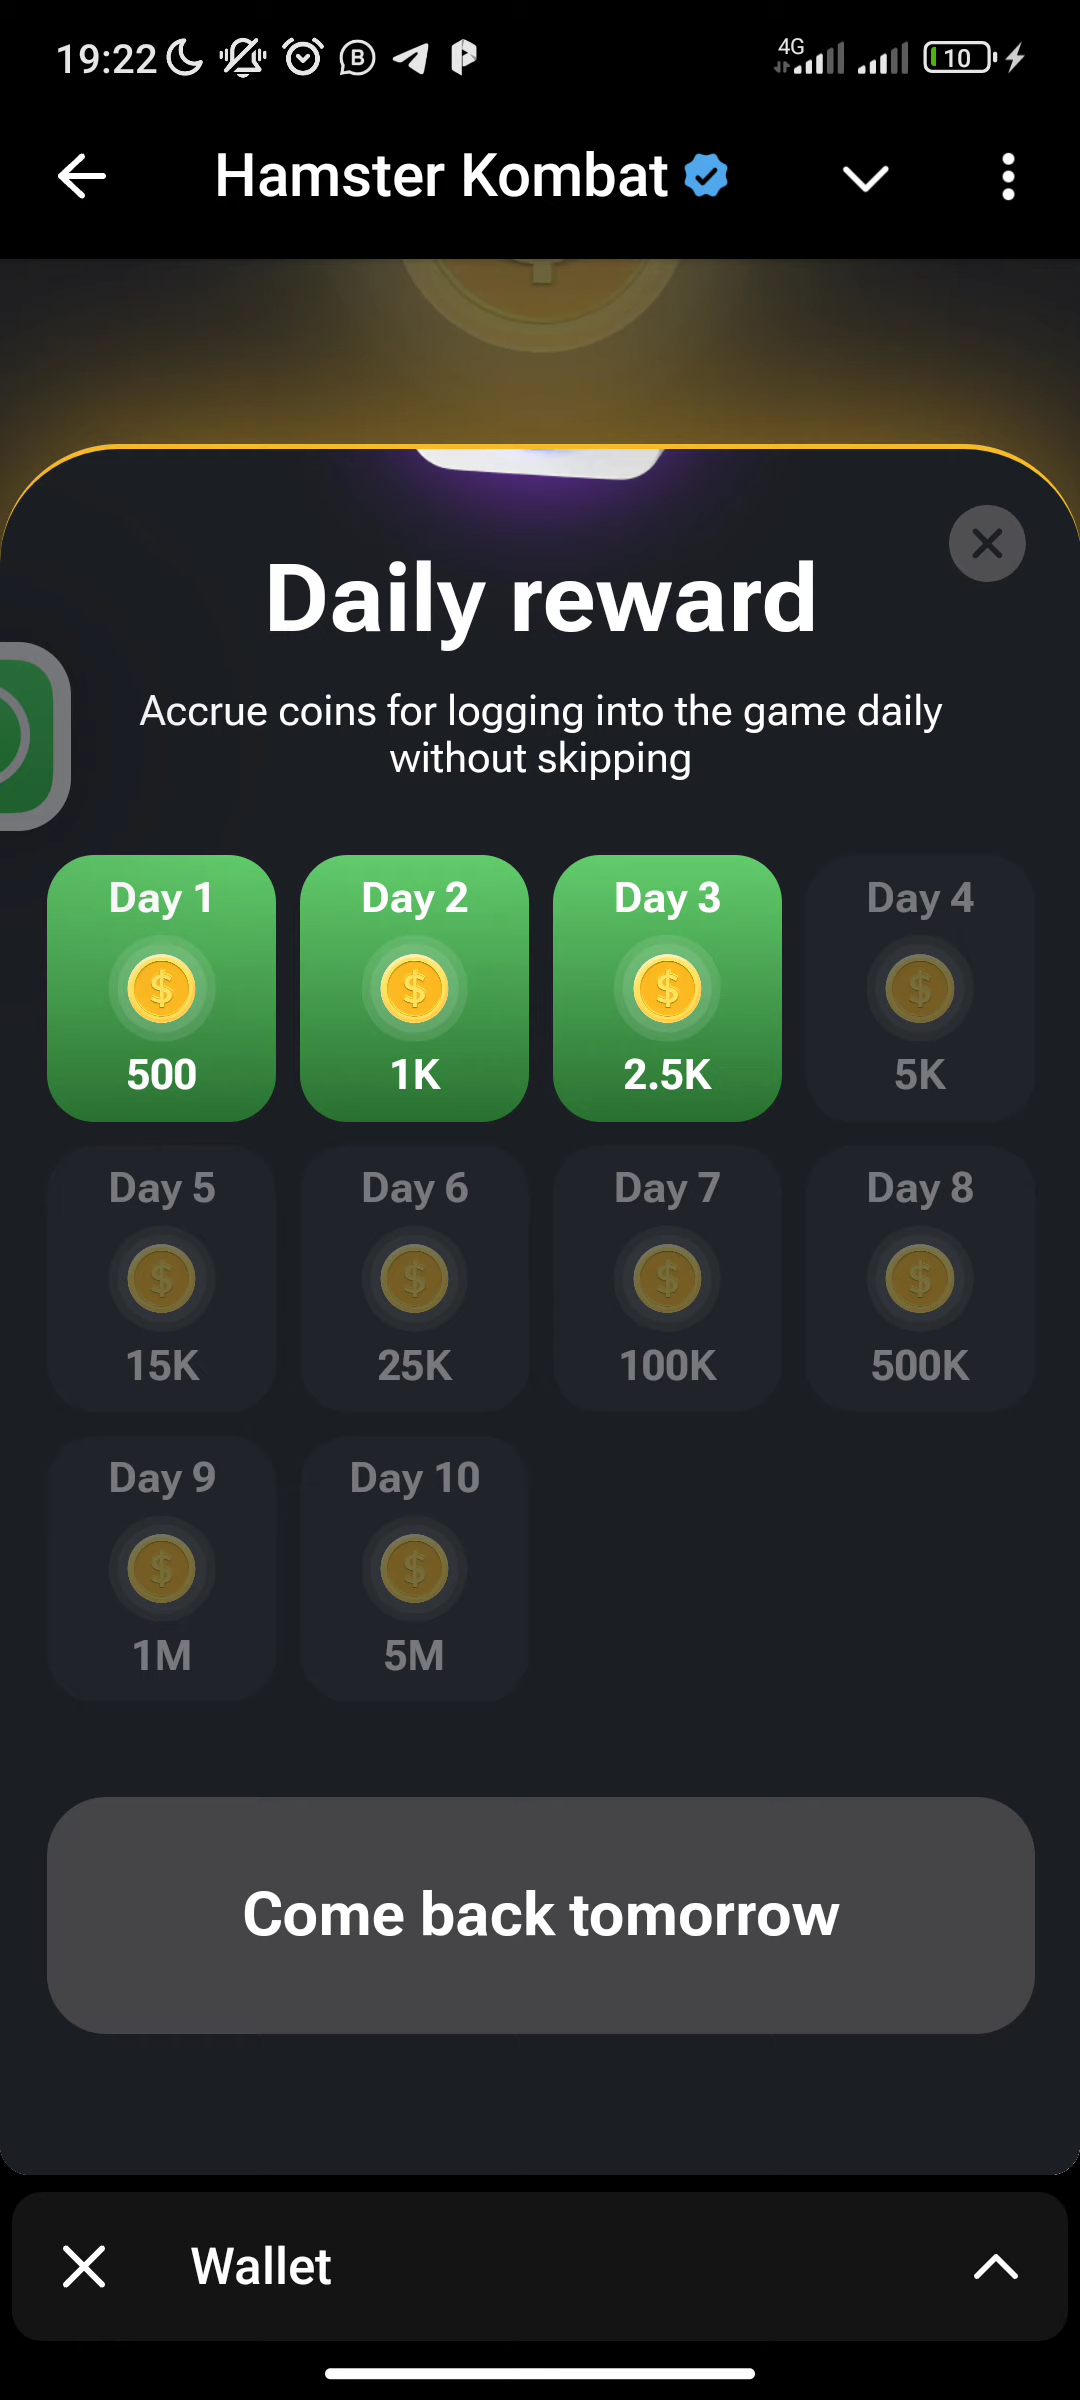 19:22
4G
10
Hamster Kombat
Daily reward
Accrue coins for logging into the game daily
without skipping
Day 1
Day 2
Day 3
Day 4
500
1K
2.5K
5K
Day 5
Day 6
Day 7
Day 8
15K
25K
100K
500K
Day 9
Day 10
1M
5M
Come back tomorrow
Wallet